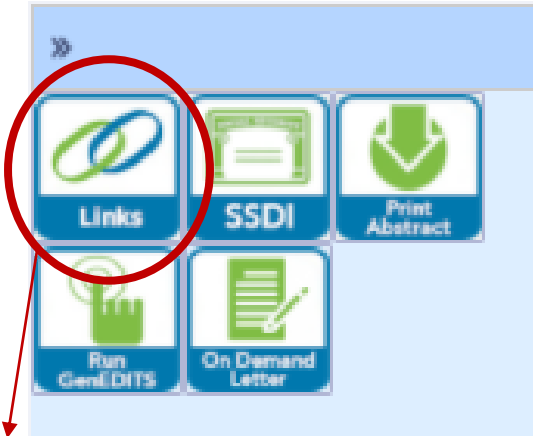 »
Links
SSDI
Print
Abstract
Run
GenEDITS
On Demand
Letter